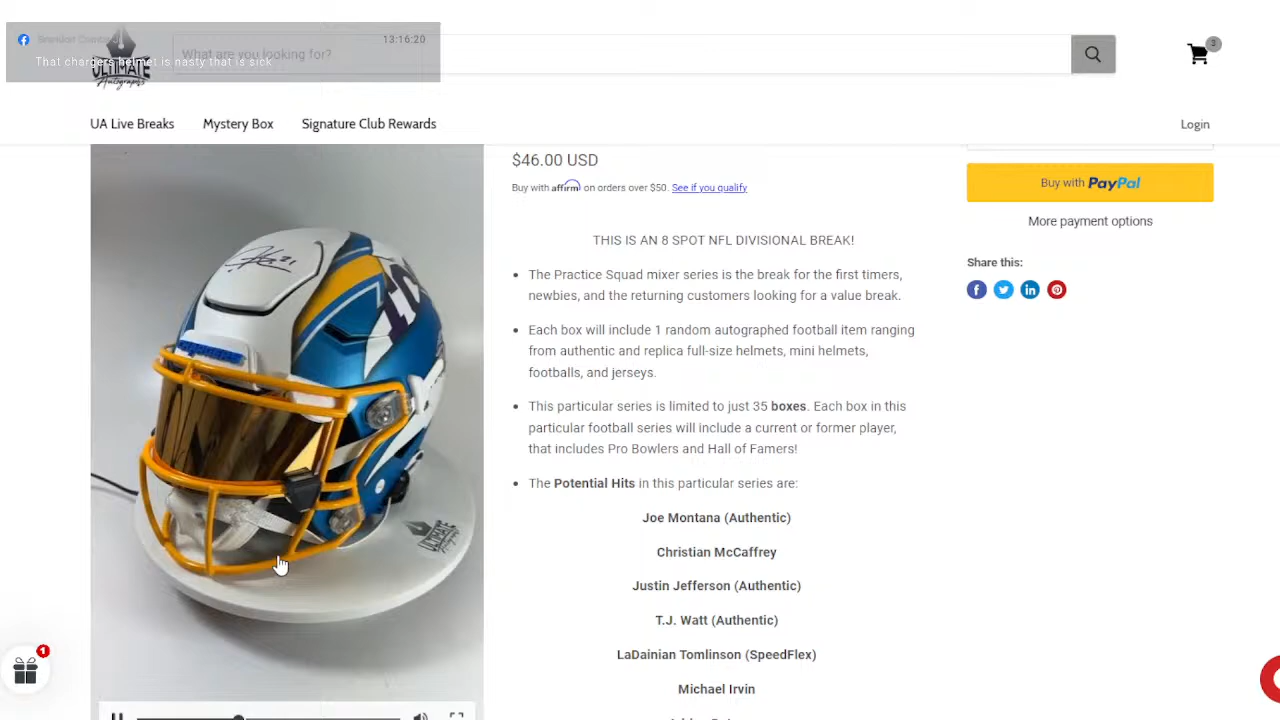 13:16:20
That chargers helmet is nasty that is sick
ULTIMATE
Autographs
What are you looking for?
3
UA Live Breaks
Mystery Box
Signature Club Rewards
Login
$46.00 USD
Buy with affirm on orders over $50. See if you qualify
THIS IS AN 8 SPOT NFL DIVISIONAL BREAK!
The Practice Squad mixer series is the break for the first timers,
newbies, and the returning customers looking for a value break.
Each box will include 1 random autographed football item ranging
from authentic and replica full-size helmets, mini helmets,
footballs, and jerseys.
This particular series is limited to just 35 boxes. Each box in this
particular football series will include a current or former player,
that includes Pro Bowlers and Hall of Famers!
The Potential Hits in this particular series are:
Joe Montana (Authentic)
Christian McCaffrey
Justin Jefferson (Authentic)
T.J. Watt (Authentic)
LaDainian Tomlinson (SpeedFlex)
Michael Irvin
Buy with PayPal
More payment options
Share this:
ULTIMATE
1